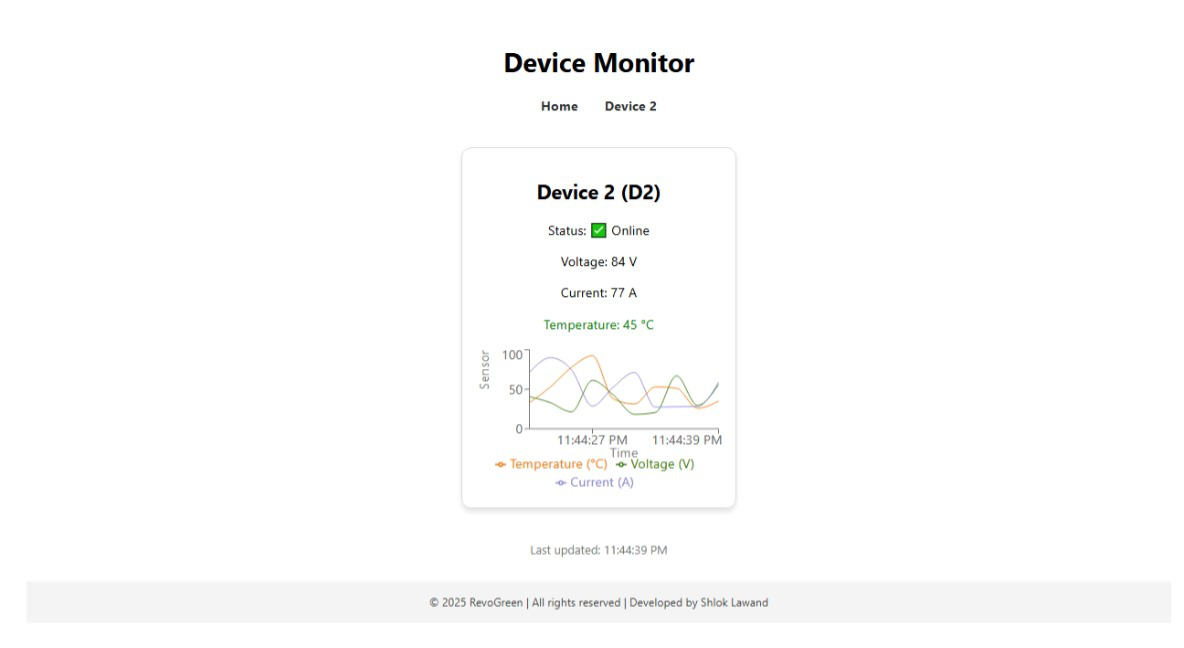 Device Monitor
Home Device 2
Device 2 (D2)
Status: ✅ Online
Voltage: 84 V
Current: 77 A
Temperature: 45 °C
Sensor
100
50
0
11:44:27 PM 11:44:39 PM
Time
Temperature (°C) Voltage (V)
Current (A)
Last updated: 11:44:39 PM
© 2025 RevoGreen | All rights reserved | Developed by Shlok Lawand